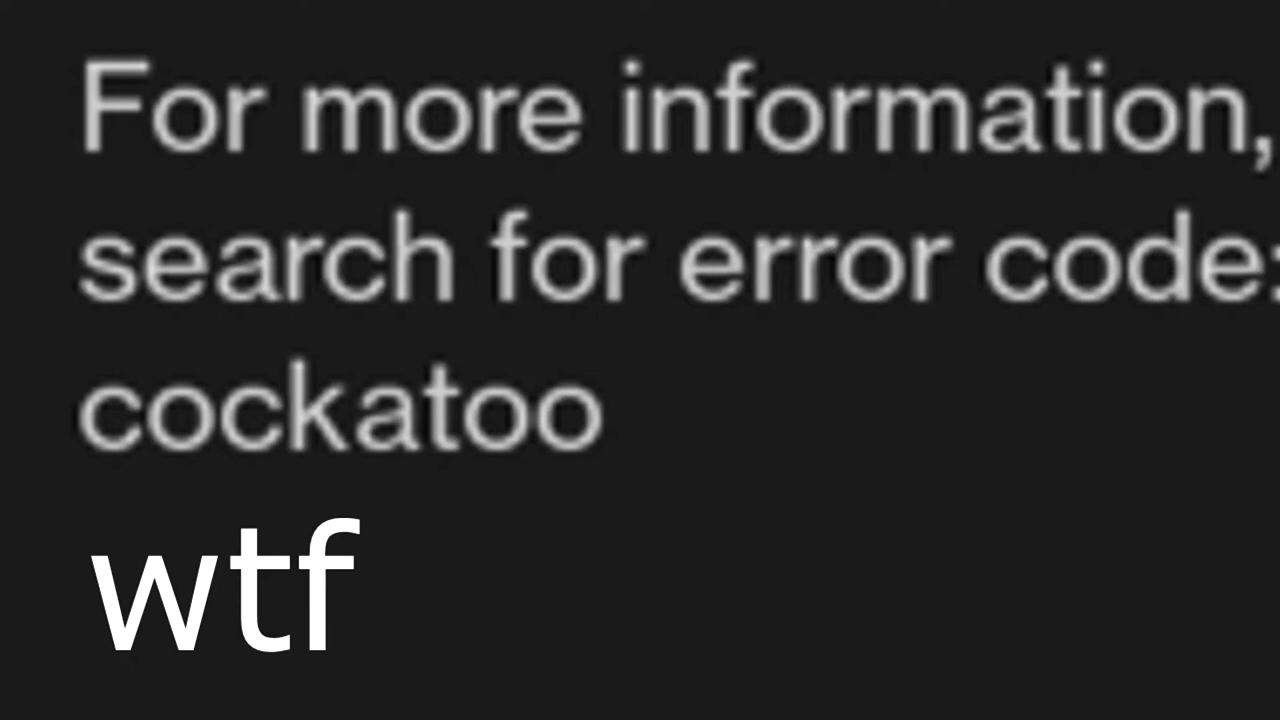 For more information,
search for error code:
cockatoo
wtf